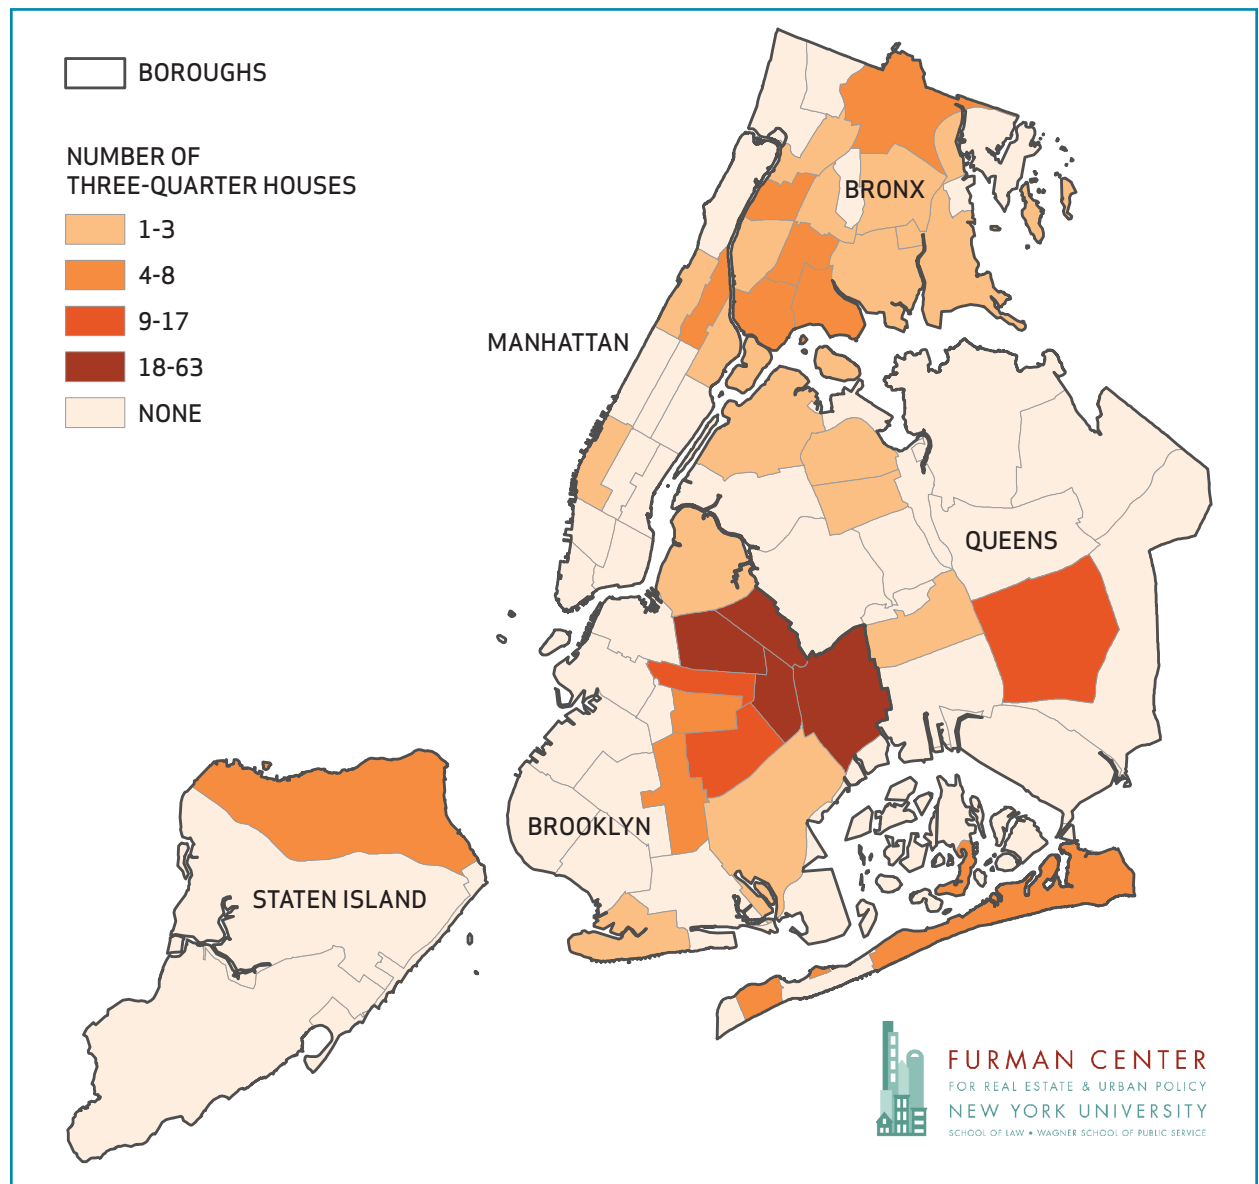 BOROUGHS
NUMBER OF
THREE-QUARTER HOUSES
1-3
4-8
9-17
18-63
NONE
BRONX
MANHATTAN
QUEENS
BROOKLYN
STATEN ISLAND
FURMAN CENTER
FOR REAL ESTATE & URBAN POLICY
NEW YORK UNIVERSITY
SCHOOL OF LAW • WAGNER SCHOOL OF PUBLIC SERVICE